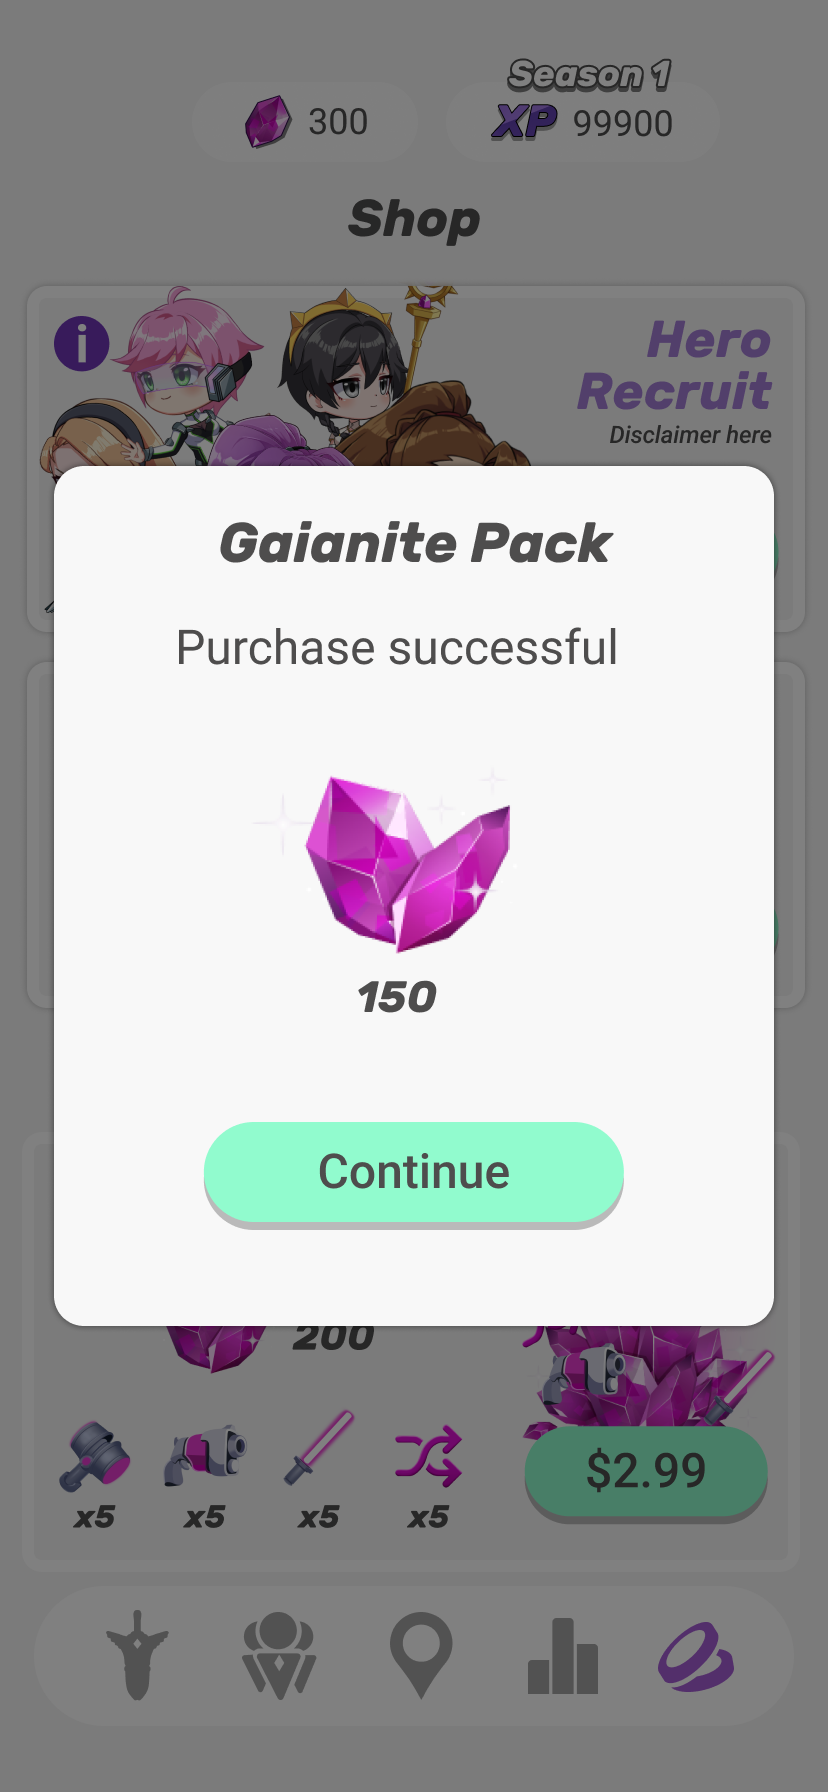 Season 1
300
XP 99900
Shop
i
Hero
Recruit
Disclaimer here
Gaianite Pack
Purchase successful
150
Continue
200
x5
x5
x5
x5
$2.99